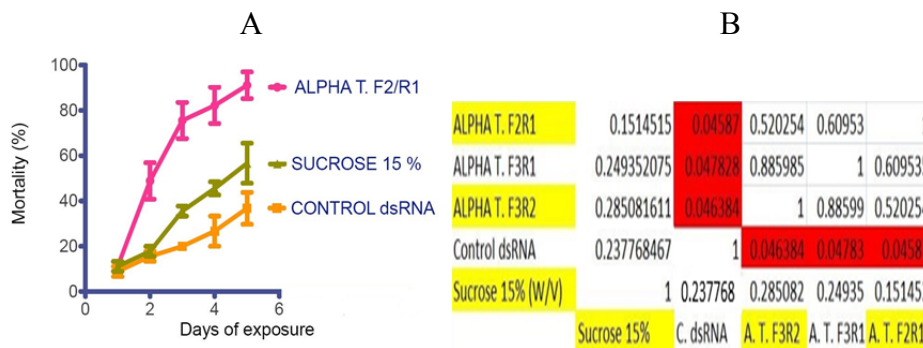 A
B
100
80
60
40
20
0
Mortality (%)
0
2
4
6
Days of exposure
ALPHA T. F2/R1
SUCROSE 15 %
CONTROL dsRNA
ALPHA T. F2R1 0.1514515 0.04587 0.520254 0.60953
ALPHA T. F3R1 0.249352075 0.047828 0.885985 1 0.609953
ALPHA T. F3R2 0.285081611 0.046384 1 0.88599 0.520254
Control dsRNA 0.237768467 1 0.046384 0.04783 0.0458
Sucrose 15% (W/V) 1 0.237768 0.285082 0.24935 0.15145
Sucrose 15% C. dsRNA A. T. F3R2 A. T. F3R1 A. T. F2R1